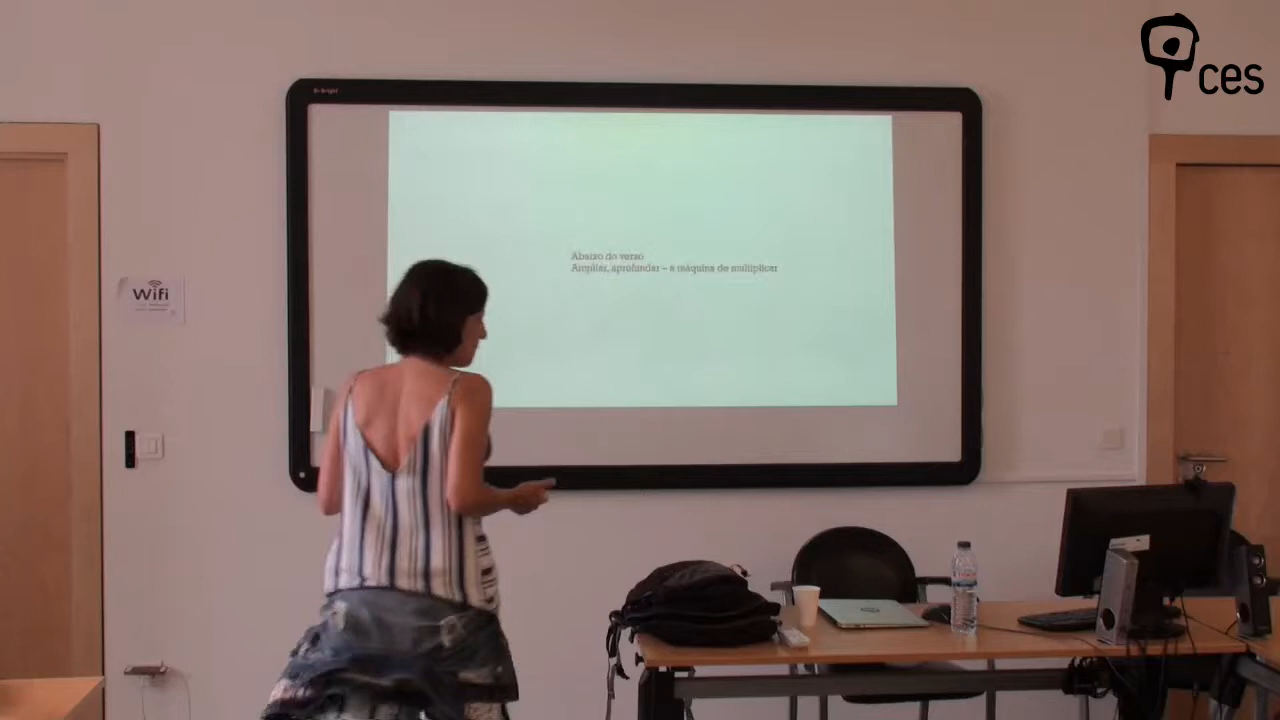 ces
Abaixo do verso
Ampliar, aprofundar – a máquina de multiplicar
Wifi